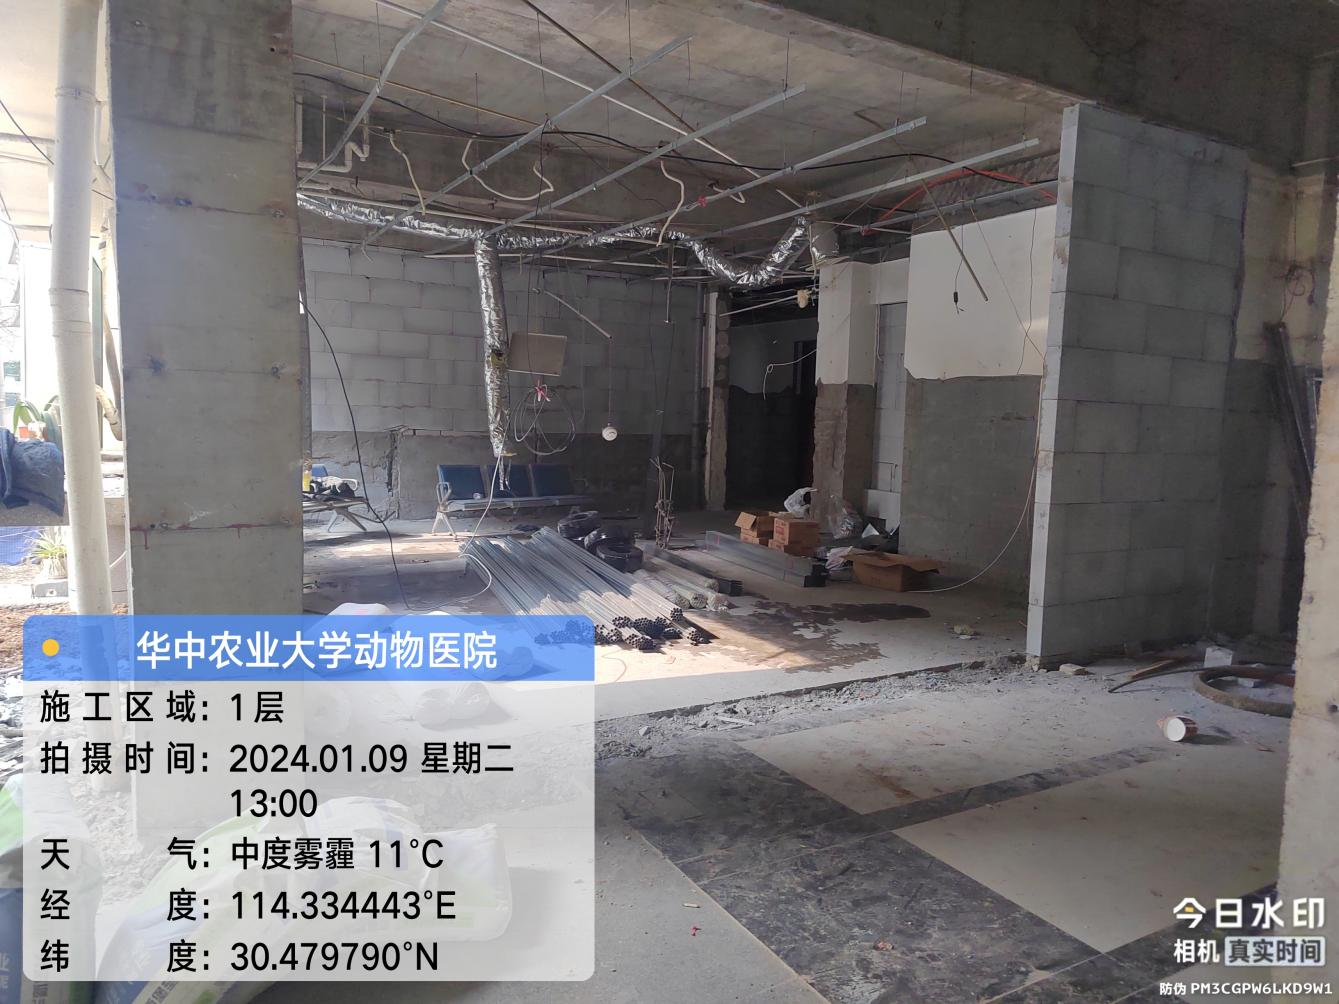 华中农业大学动物医院
施工区域：1层
拍摄时间：2024.01.09 星期二
13:00
天气：中度雾霾 11°C
经度：114.334443°E
纬度：30.479790°N
今日水印
相机 真实时间
防伪 PM3CGPW6LKD9W1